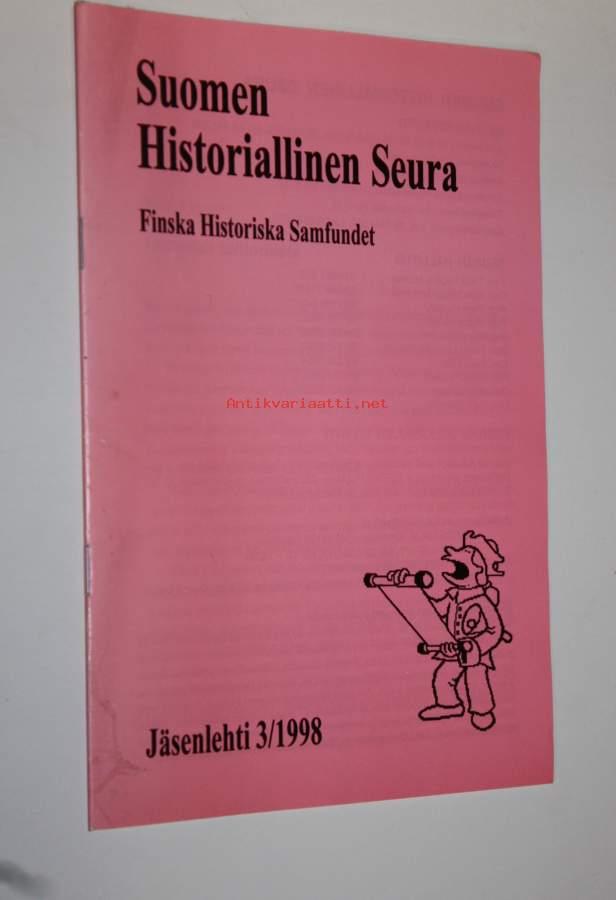 Suomen
Historiallinen Seura
Finska Historiska Samfundet
Antikvariaatti.net
Jäsenlehti 3/1998